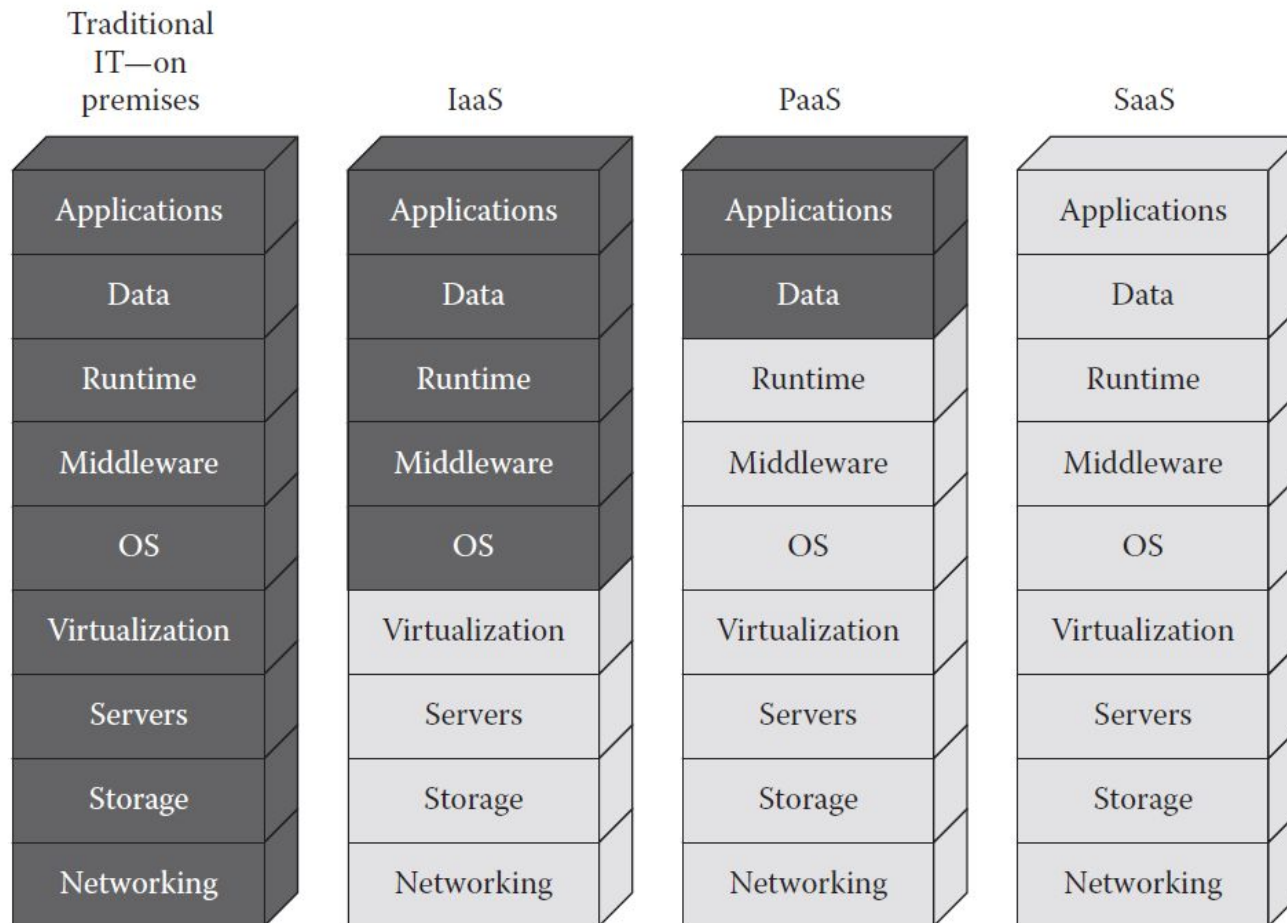 Traditional
IT—on
premises
IaaS
PaaS
SaaS
Applications
Data
Runtime
Middleware
OS
Virtualization
Servers
Storage
Networking
Applications
Data
Runtime
Middleware
OS
Virtualization
Servers
Storage
Networking
Applications
Data
Runtime
Middleware
OS
Virtualization
Servers
Storage
Networking
Applications
Data
Runtime
Middleware
OS
Virtualization
Servers
Storage
Networking